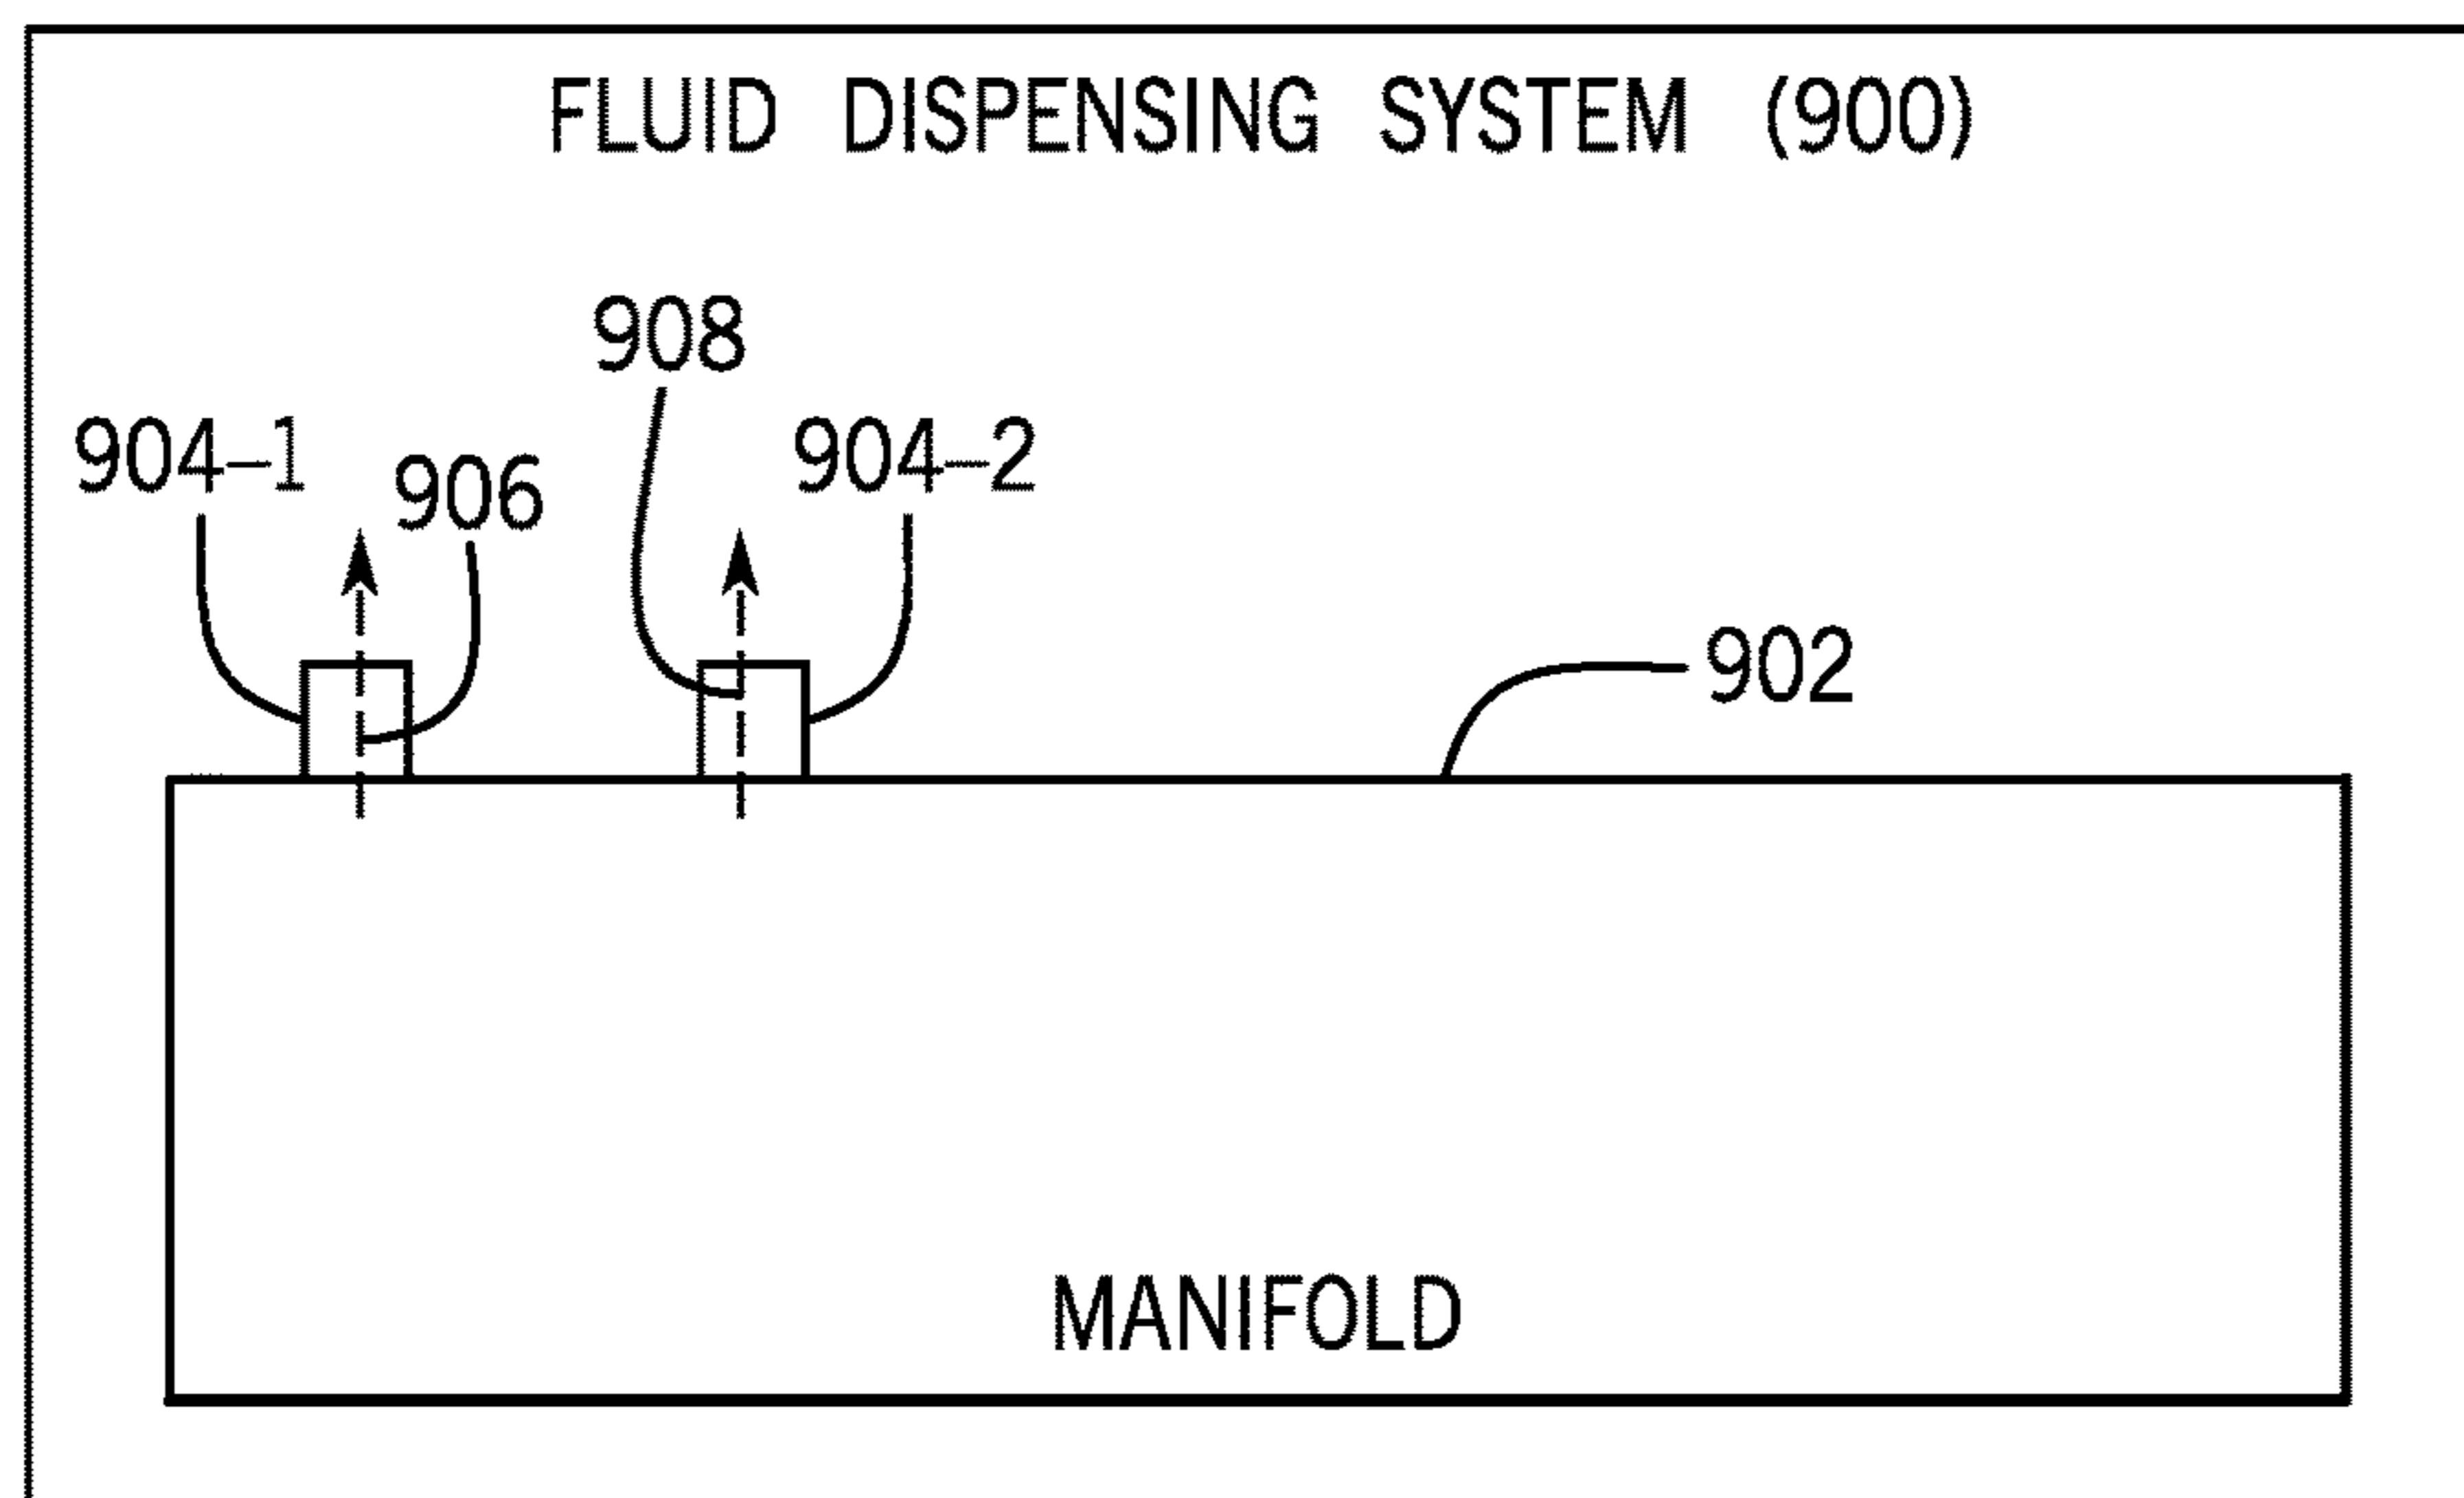 FLUID DISPENSING SYSTEM (900)
908
904-1
906
904-2
902
MANIFOLD